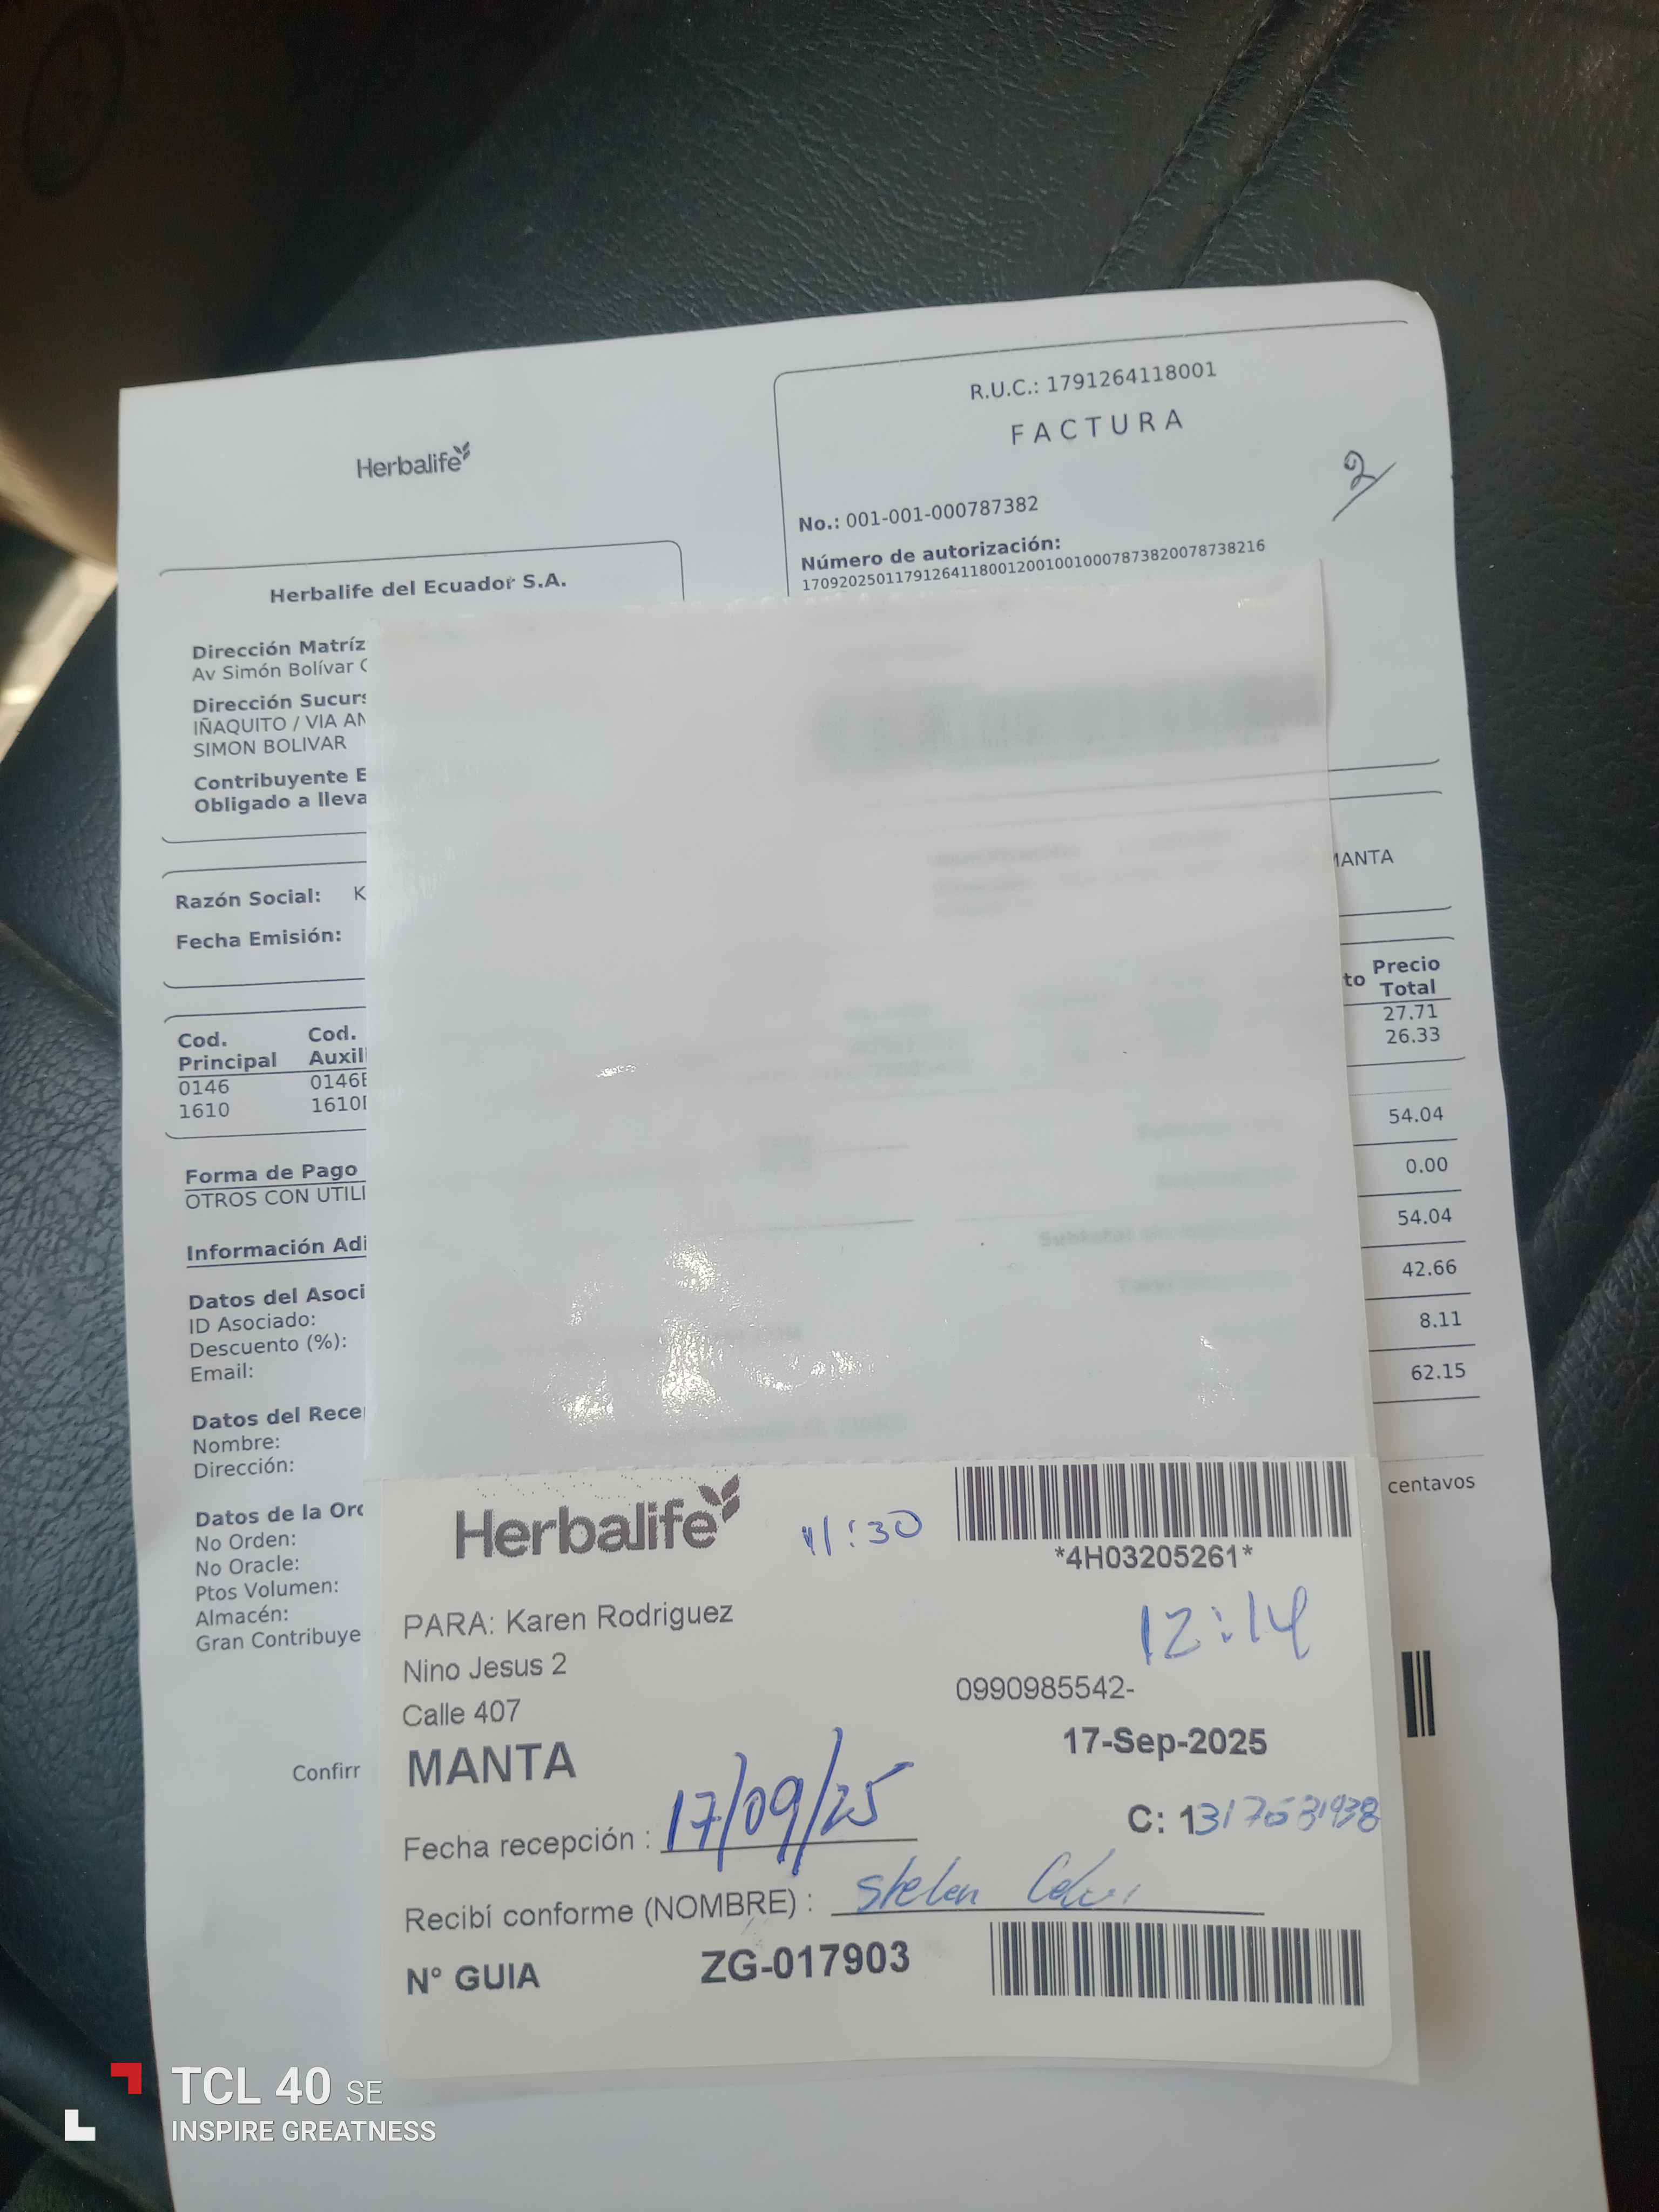 R.U.C.: 1791264118001
FACTURA
2
Herbalife
No.: 001-001-000787382
Número de autorización:
1709202501179126411800120010010007873820078738216
Herbalife del Ecuador S.A.
Dirección Matríz
Av Simón Bolívar
Dirección Sucurs
IÑAQUITO / VIA AN
SIMON BOLIVAR
Contribuyente E
Obligado a lleva
MANTA
Razón Social: K
Fecha Emisión:
to Precio
Total
Cod. Cod.
Principal Auxil
0146 0146E 27.71
1610 1610 26.33
54.04
0.00
54.04
42.66
8.11
62.15
centavos
Forma de Pago
OTROS CON UTILI
Información Adi
Datos del Asoci
ID Asociado:
Descuento (%):
Email:
Datos del Rece
Nombre:
Dirección:
Datos de la Ord
No Orden:
No Oracle:
Ptos Volumen:
Almacén:
Gran Contribuye
Confirr
Herbalife 11:30
*4H03205261*
12:14
PARA: Karen Rodriguez
Nino Jesus 2
0990985542-
Calle 407
17-Sep-2025
MANTA
C: 1
Fecha recepción : 17/09/25
Recibí conforme (NOMBRE) :
N° GUIA ZG-017903
TCL 40 SE
INSPIRE GREATNESS